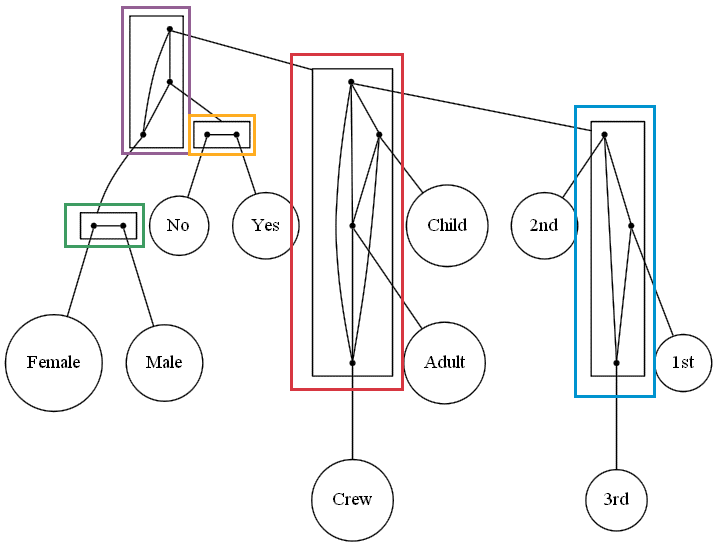 No
Yes
Child
2nd
Female
Male
Adult
1st
Crew
3rd